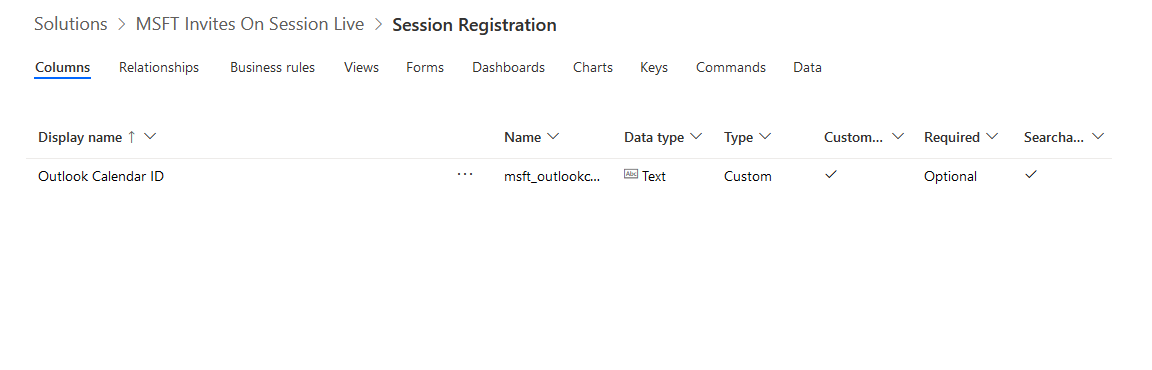 Solutions > MSFT Invites On Session Live > Session Registration
Columns Relationships Business rules Views Forms Dashboards Charts Keys Commands Data
Display name ↑ Name Data type Type Custom... Required Searcha...
Outlook Calendar ID ... msft_outlookc... Abc Text Custom Optional